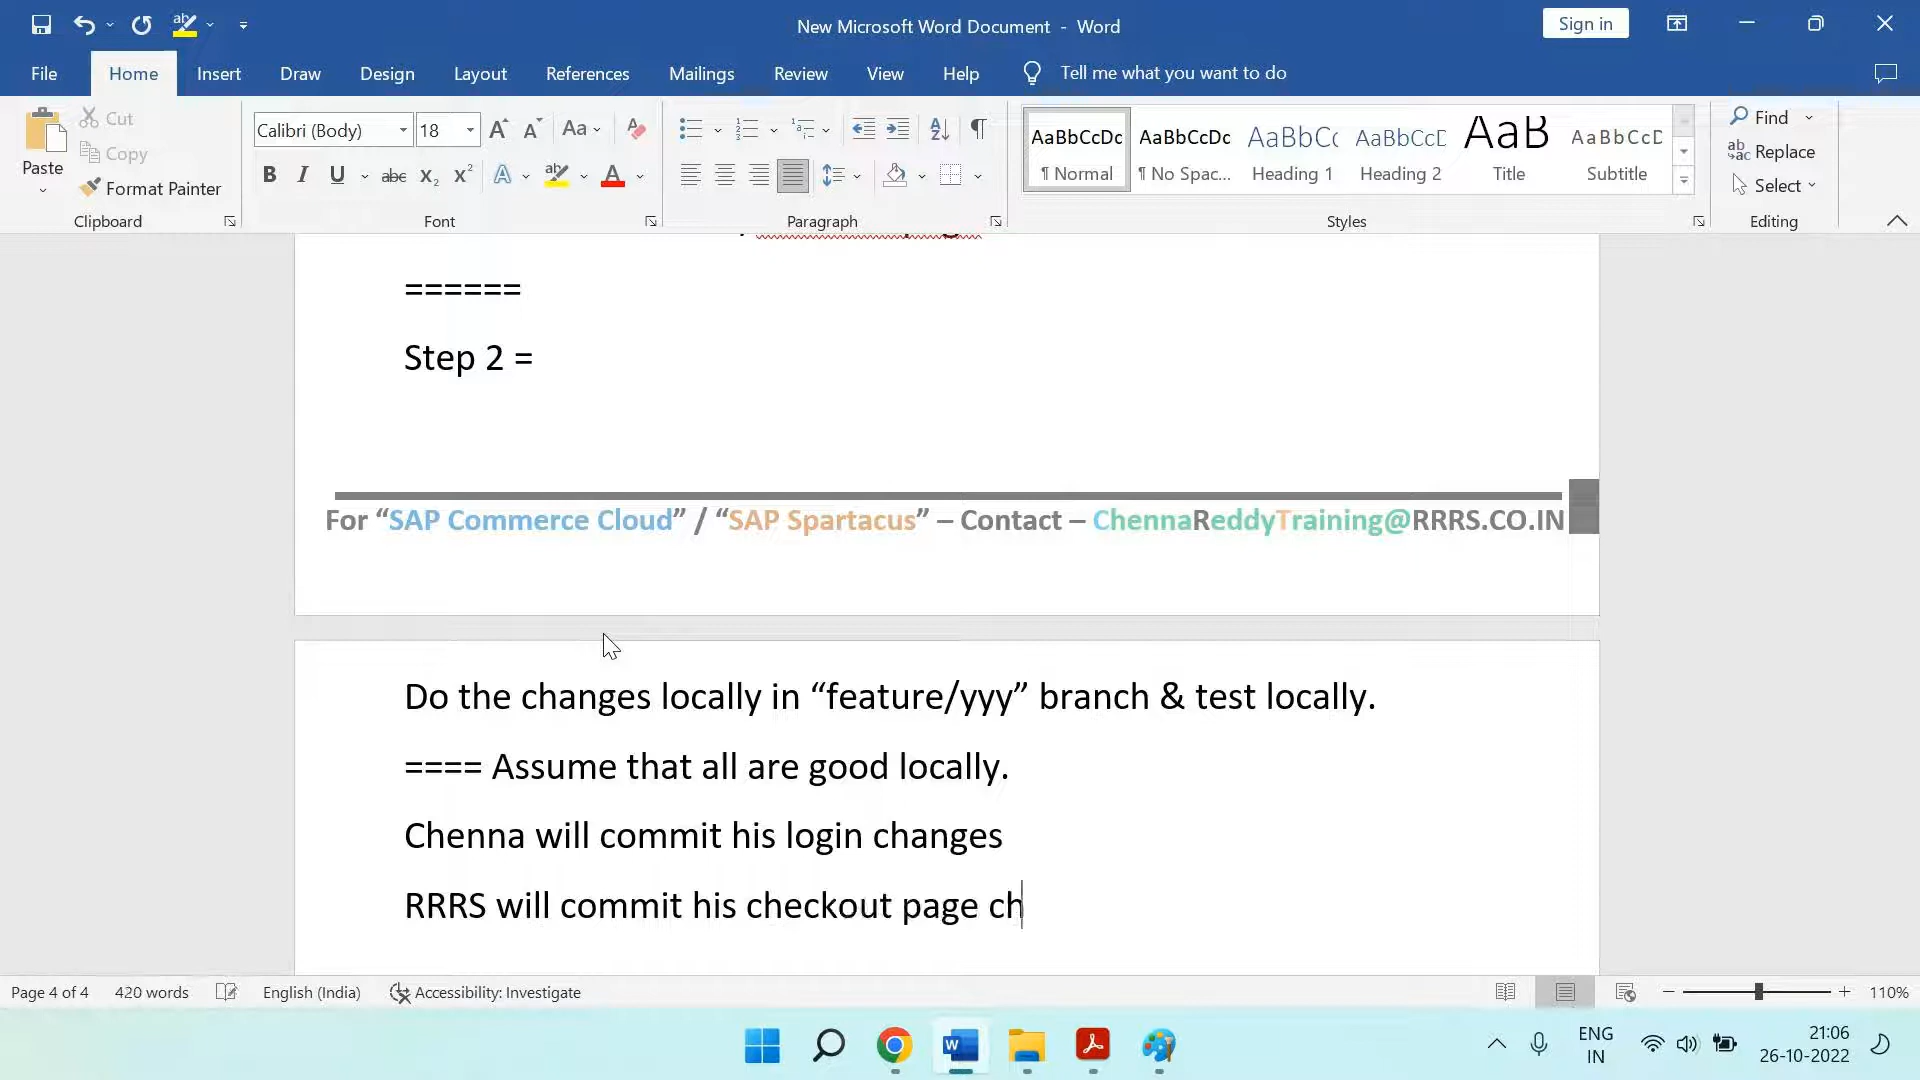 New Microsoft Word Document - Word
Sign in
File Home Insert Draw Design Layout References Mailings Review View Help Tell me what you want to do
Paste
Cut
Copy
Format Painter
Clipboard
Calibri (Body) 18
Font
Paragraph
AaBbCcDc AaBbCcDc AaBbCc AaBbCcD AaB AaBbCcD
¶ Normal ¶ No Spac... Heading 1 Heading 2 Title Subtitle
Styles
Find
Replace
Select
Editing
======
Step 2 =
For “SAP Commerce Cloud” / “SAP Spartacus” – Contact – ChennaReddyTraining@RRRS.CO.IN
Do the changes locally in “feature/yyy” branch & test locally.
==== Assume that all are good locally.
Chenna will commit his login changes
RRRS will commit his checkout page ch
Page 4 of 4 420 words English (India) Accessibility: Investigate 110%
ENG
IN
21:06
26-10-2022